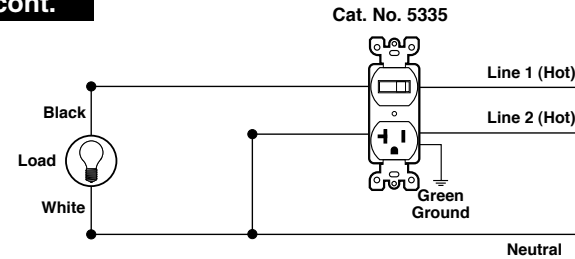 cont.
Cat. No. 5335
Line 1 (Hot)
Black
Line 2 (Hot)
Load
White
Green
Ground
Neutral